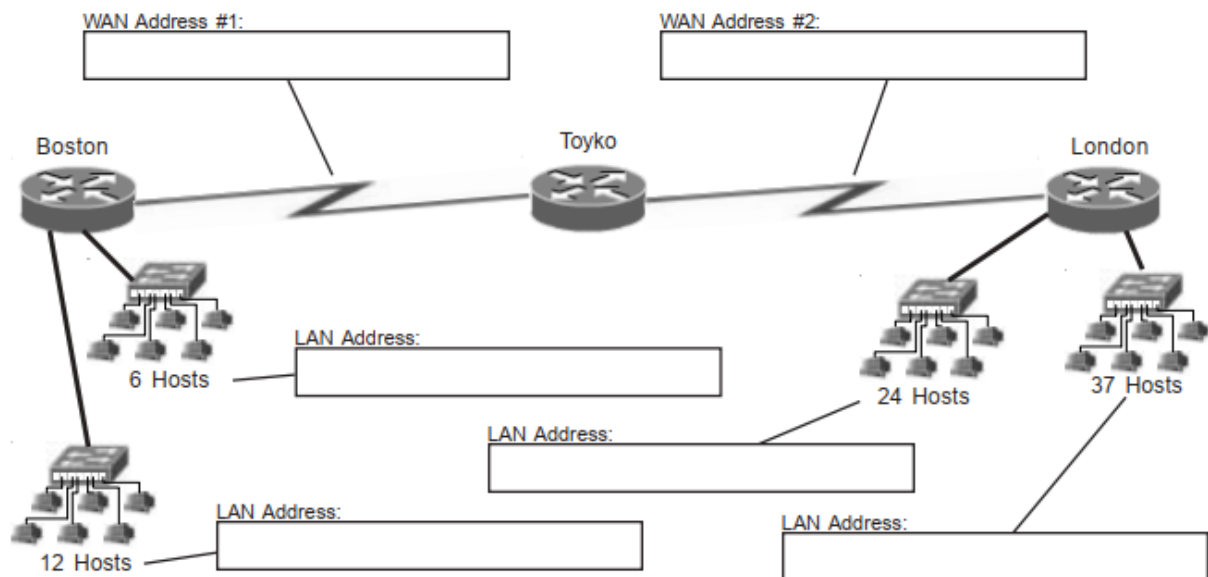 WAN Address #1:
WAN Address #2:
Boston
Toyko
London
LAN Address:
6 Hosts
24 Hosts
37 Hosts
LAN Address:
LAN Address:
LAN Address:
12 Hosts